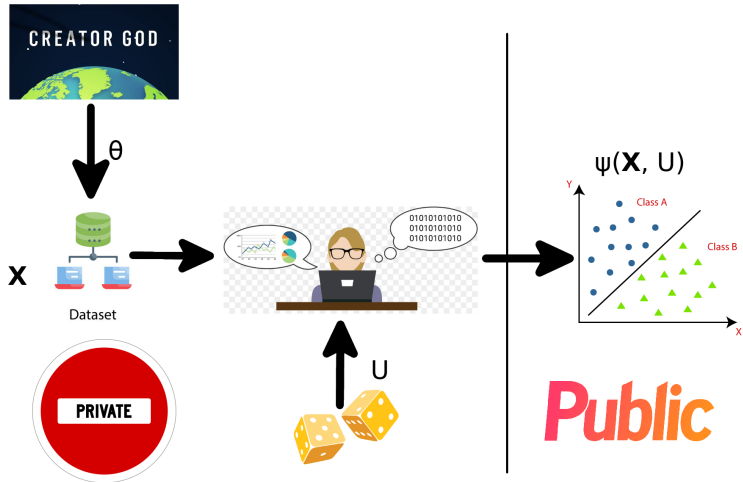 CREATOR GOD
θ
X
Dataset
PRIVATE
01010101010
01010101010
01010101010
U
ψ(X, U)
Y
Class A
Class B
X
Public